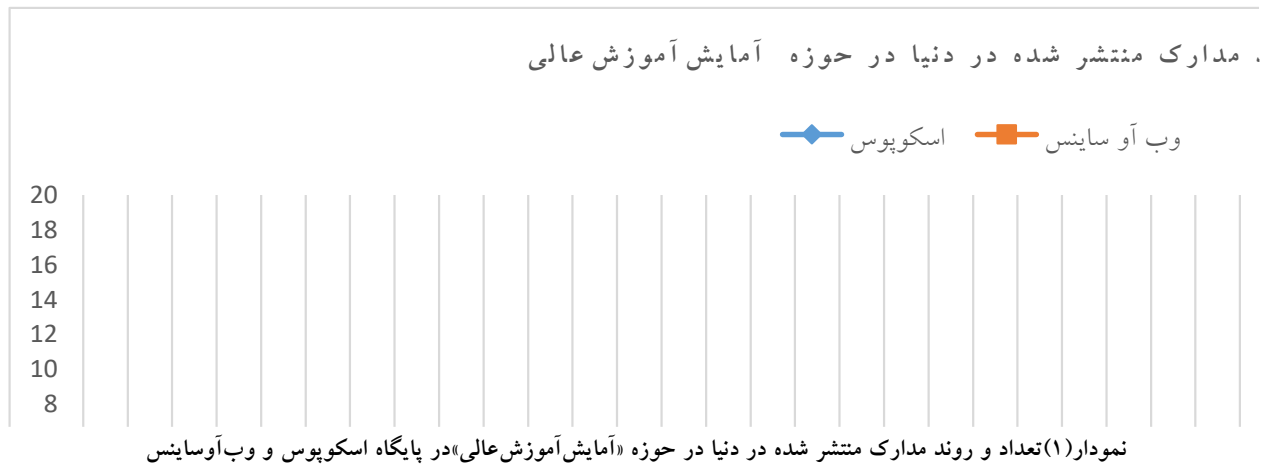 . مدارک منتشر شده در دنیا در حوزه آمایش آموزش عالی
وب آو ساینس اسکوپوس
20
18
16
14
12
10
8
نمودار(۱)تعداد و روند مدارک منتشر شده در دنیا در حوزه «آمایش‌آموزش‌عالی»در پایگاه اسکوپوس و وب‌آوساینس